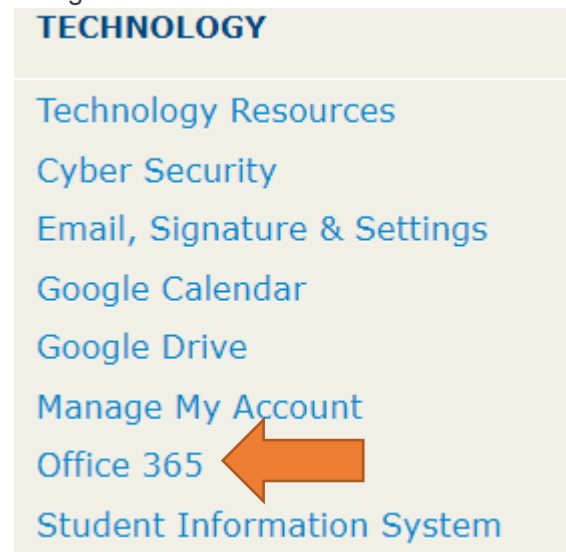 TECHNOLOGY
Technology Resources
Cyber Security
Email, Signature & Settings
Google Calendar
Google Drive
Manage My Account
Office 365
Student Information System